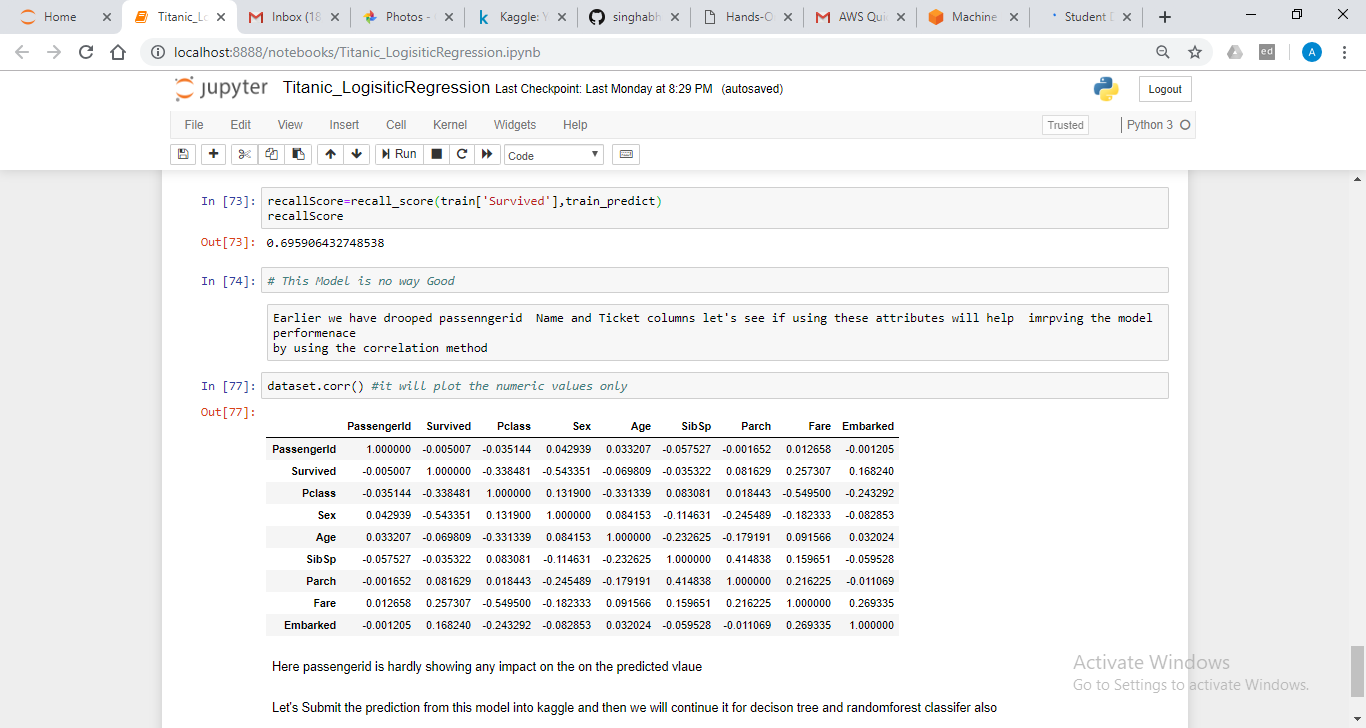 Home
Titanic_Lo
Inbox (18
Photos -
Kaggle: Y
singhabh
Hands-O
AWS Qui
Machine
Student D
localhost:8888/notebooks/Titanic_LogisiticRegression.ipynb
ed
A
jupyter Titanic_LogisiticRegression Last Checkpoint: Last Monday at 8:29 PM (autosaved)
Logout
File Edit View Insert Cell Kernel Widgets Help
Trusted
Python 3
Run
Code
In [73]: recallScore=recall_score(train['Survived'],train_predict)
recallScore
Out[73]: 0.695906432748538
In [74]: # This Model is no way Good
Earlier we have drooped passenngerid Name and Ticket columns let's see if using these attributes will help imrpving the model
performenace
by using the correlation method
In [77]: dataset.corr() #it will plot the numeric values only
Out[77]:
PassengerId Survived Pclass Sex Age SibSp Parch Fare Embarked
PassengerId 1.000000 -0.005007 -0.035144 0.042939 0.033207 -0.057527 -0.001652 0.012658 -0.001205
Survived -0.005007 1.000000 -0.338481 -0.543351 -0.069809 -0.035322 0.081629 0.257307 0.168240
Pclass -0.035144 -0.338481 1.000000 0.131900 -0.331339 0.083081 0.018443 -0.549500 -0.243292
Sex 0.042939 -0.543351 0.131900 1.000000 0.084153 -0.114631 -0.245489 -0.182333 -0.082853
Age 0.033207 -0.069809 -0.331339 0.084153 1.000000 -0.232625 -0.179191 0.091566 0.032024
SibSp -0.057527 -0.035322 0.083081 -0.114631 -0.232625 1.000000 0.414838 0.159651 -0.059528
Parch -0.001652 0.081629 0.018443 -0.245489 -0.179191 0.414838 1.000000 0.216225 -0.011069
Fare 0.012658 0.257307 -0.549500 -0.182333 0.091566 0.159651 0.216225 1.000000 0.269335
Embarked -0.001205 0.168240 -0.243292 -0.082853 0.032024 -0.059528 -0.011069 0.269335 1.000000
Here passengerid is hardly showing any impact on the on the predicted vlaue
Let's Submit the prediction from this model into kaggle and then we will continue it for decison tree and randomforest classifer also
Activate Windows
Go to Settings to activate Windows.